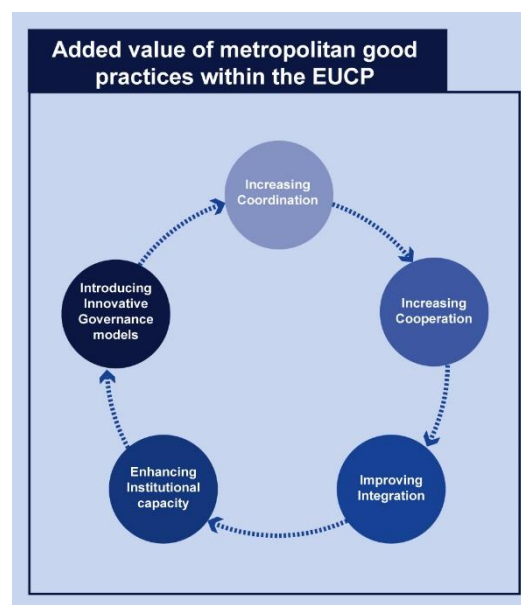 Added value of metropolitan good
practices within the EUCP
Increasing
Coordination
Increasing
Cooperation
Improving
Integration
Enhancing
Institutional
capacity
Introducing
Innovative
Governance
models